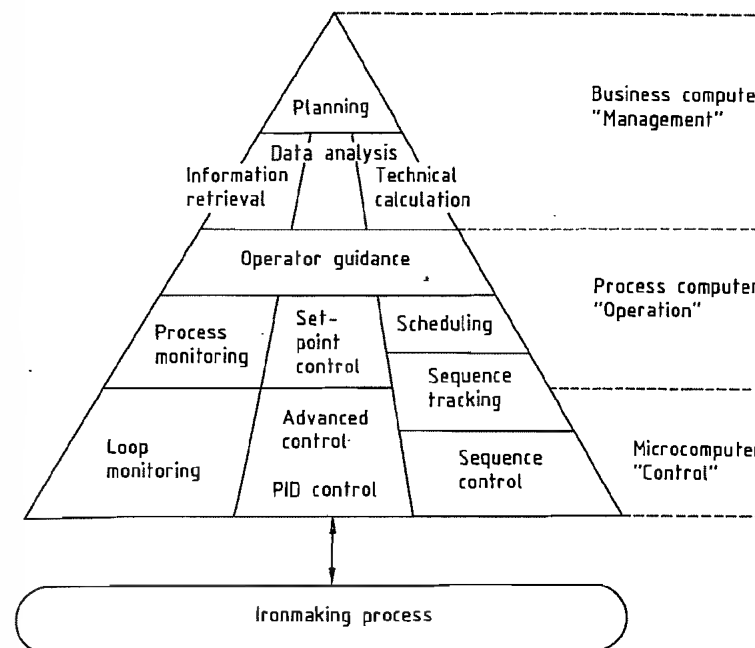 Planning
Data analysis
Information
retrieval
Technical
calculation
Operator guidance
Process
monitoring
Set-
point
control
Scheduling
Sequence
tracking
Loop
monitoring
Advanced
control
PID control
Sequence
control
Ironmaking process
Business compute
"Management"
Process computer
"Operation"
Microcomputer
"Control"